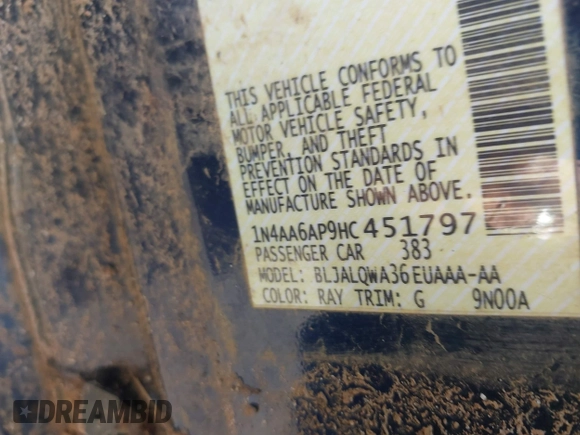 THIS VEHICLE CONFORMS TO
ALL APPLICABLE FEDERAL
MOTOR VEHICLE SAFETY,
BUMPER, AND THEFT
PREVENTION STANDARDS IN
EFFECT ON THE DATE OF
MANUFACTURE SHOWN ABOVE.
1N4AA6AP9HC451797
PASSENGER CAR 383
MODEL: BLJALQWA36EUAAA-AA
COLOR: RAY TRIM: G 9N00A
DREAMBID